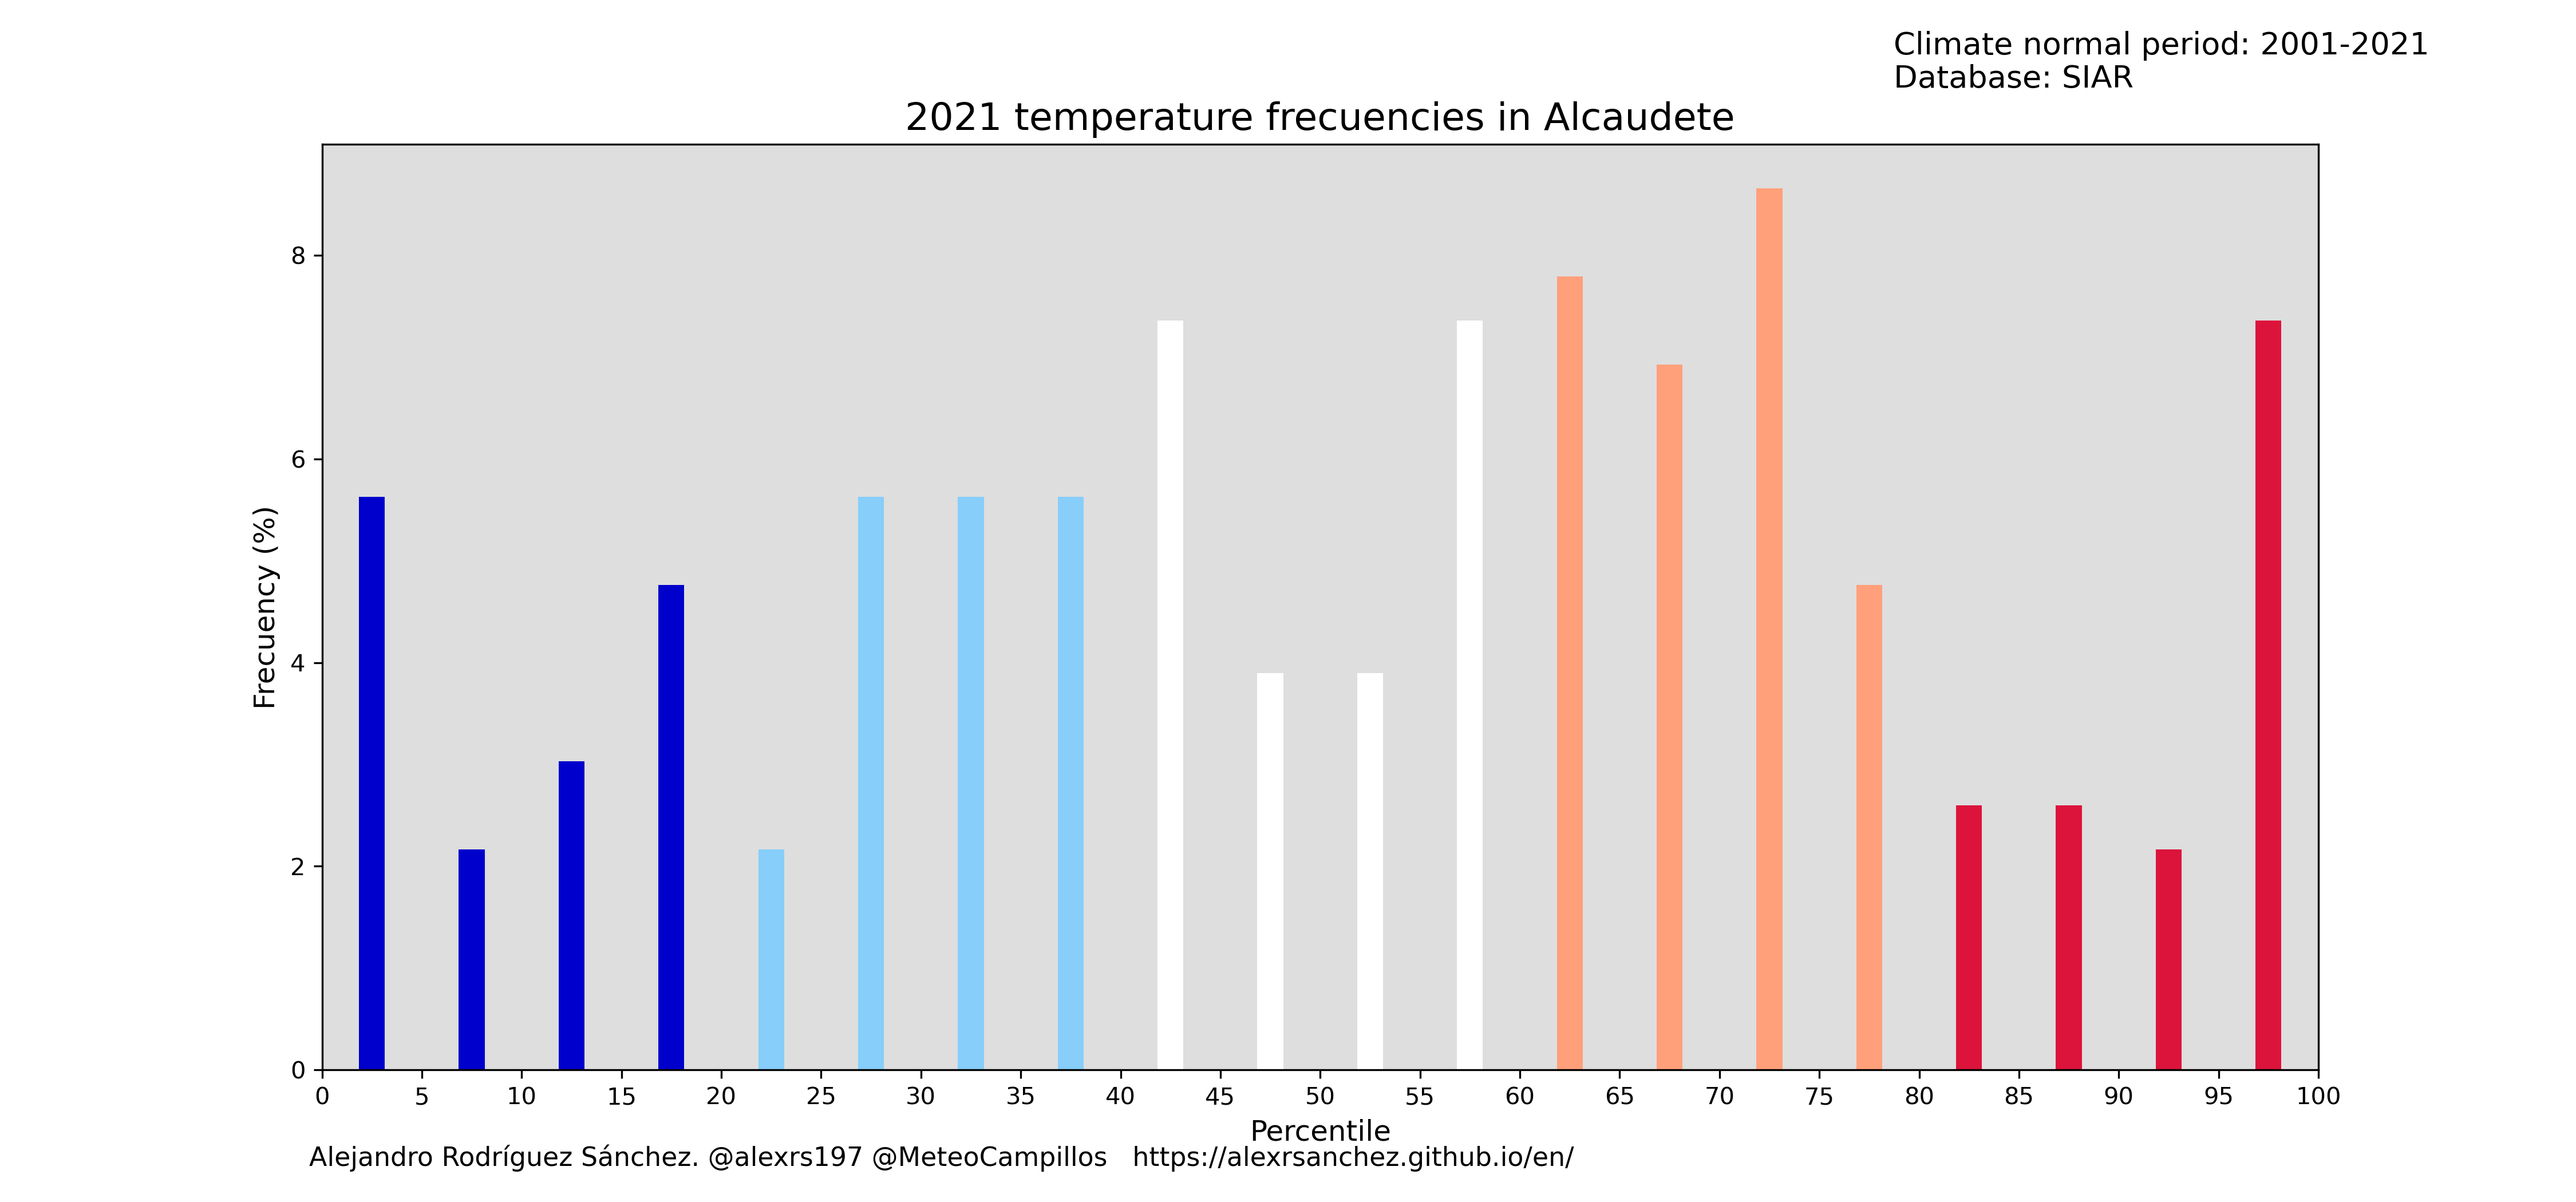 Climate normal period: 2001-2021
Database: SIAR
2021 temperature frecuencies in Alcaudete
Frecuency (%)
8
6
4
2
0
0 5 10 15 20 25 30 35 40 45 50 55 60 65 70 75 80 85 90 95 100
Percentile
Alejandro Rodríguez Sánchez. @alexrs197 @MeteoCampillos https://alexrsanchez.github.io/en/